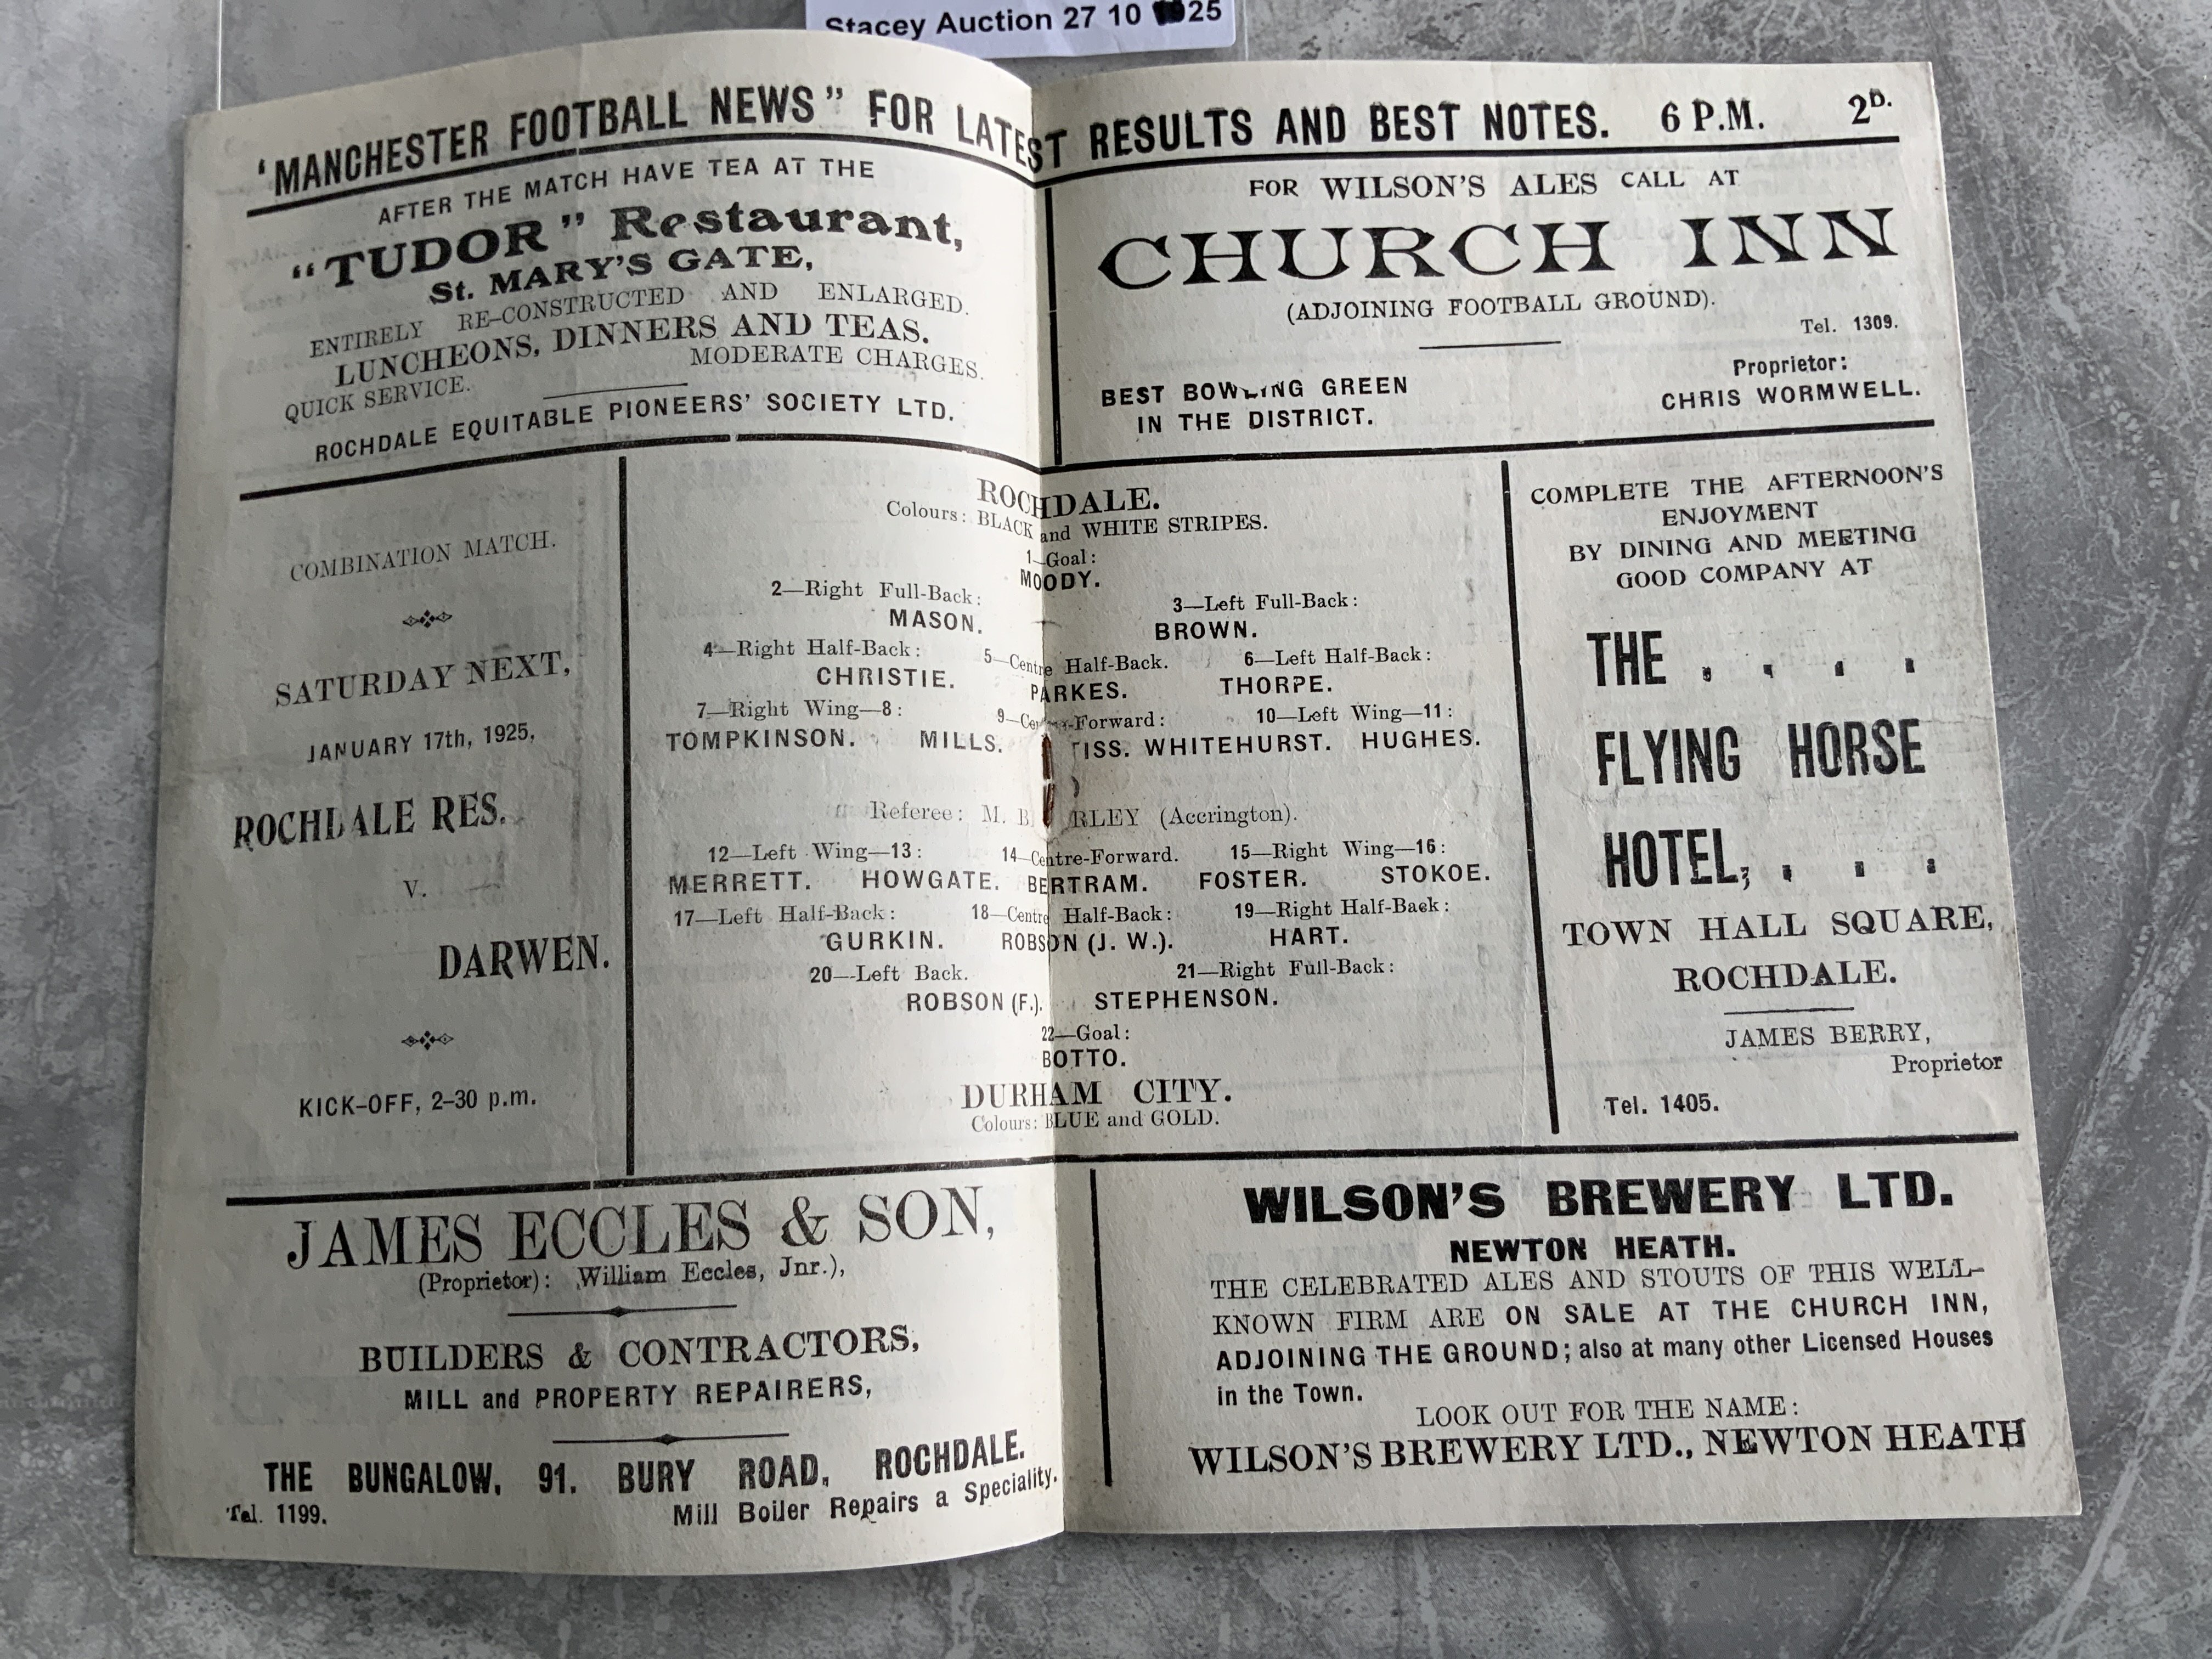 Stacey Auction 27 10 25
'MANCHESTER FOOTBALL NEWS" FOR LATEST RESULTS AND BEST NOTES. 6 P.M. 2D.
AFTER THE MATCH HAVE TEA AT THE
"TUDOR" Restaurant,
St. MARY'S GATE,
ENTIRELY RE-CONSTRUCTED AND ENLARGED.
LUNCHEONS, DINNERS AND TEAS.
QUICK SERVICE. MODERATE CHARGES.
ROCHDALE EQUITABLE PIONEERS' SOCIETY LTD.
FOR WILSON'S ALES CALL AT
CHURCH INN
(ADJOINING FOOTBALL GROUND).
Tel. 1309.
BEST BOWLING GREEN
IN THE DISTRICT.
Proprietor:
CHRIS WORMWELL.
COMBINATION MATCH.
SATURDAY NEXT,
JANUARY 17th, 1925,
ROCHDALE RES.
V.
DARWEN.
KICK-OFF, 2-30 p.m.
ROCHDALE.
Colours: BLACK and WHITE STRIPES.
1—Goal:
MOODY.
2—Right Full-Back: 3—Left Full-Back:
MASON. BROWN.
4—Right Half-Back: 5—Centre Half-Back. 6—Left Half-Back:
CHRISTIE. PARKES. THORPE.
7—Right Wing—8: 9—Centre-Forward: 10—Left Wing—11:
TOMPKINSON. MILLS. TISS. WHITEHURST. HUGHES.
Referee: M. (Accrington).
12—Left Wing—13: 14—Centre-Forward. 15—Right Wing—16:
MERRETT. HOWGATE. BERTRAM. FOSTER. STOKOE.
17—Left Half-Back: 18—Centre Half-Back: 19—Right Half-Back:
GURKIN. ROBSON (J. W.). HART.
20—Left Back. 21—Right Full-Back:
ROBSON (F.). STEPHENSON.
22—Goal:
BOTTO.
DURHAM CITY.
Colours: BLUE and GOLD.
COMPLETE THE AFTERNOON'S
ENJOYMENT
BY DINING AND MEETING
GOOD COMPANY AT
THE . . . .
FLYING HORSE
HOTEL, . . .
TOWN HALL SQUARE,
ROCHDALE.
JAMES BERRY,
Proprietor
Tel. 1405.
JAMES ECCLES & SON,
(Proprietor): William Eccles, Jnr.),
BUILDERS & CONTRACTORS,
MILL and PROPERTY REPAIRERS,
THE BUNGALOW, 91, BURY ROAD, ROCHDALE.
Tel. 1199. Mill Boiler Repairs a Speciality.
WILSON'S BREWERY LTD.
NEWTON HEATH.
THE CELEBRATED ALES AND STOUTS OF THIS WELL-
KNOWN FIRM ARE ON SALE AT THE CHURCH INN,
ADJOINING THE GROUND; also at many other Licensed Houses
in the Town.
LOOK OUT FOR THE NAME:
WILSON'S BREWERY LTD., NEWTON HEATH